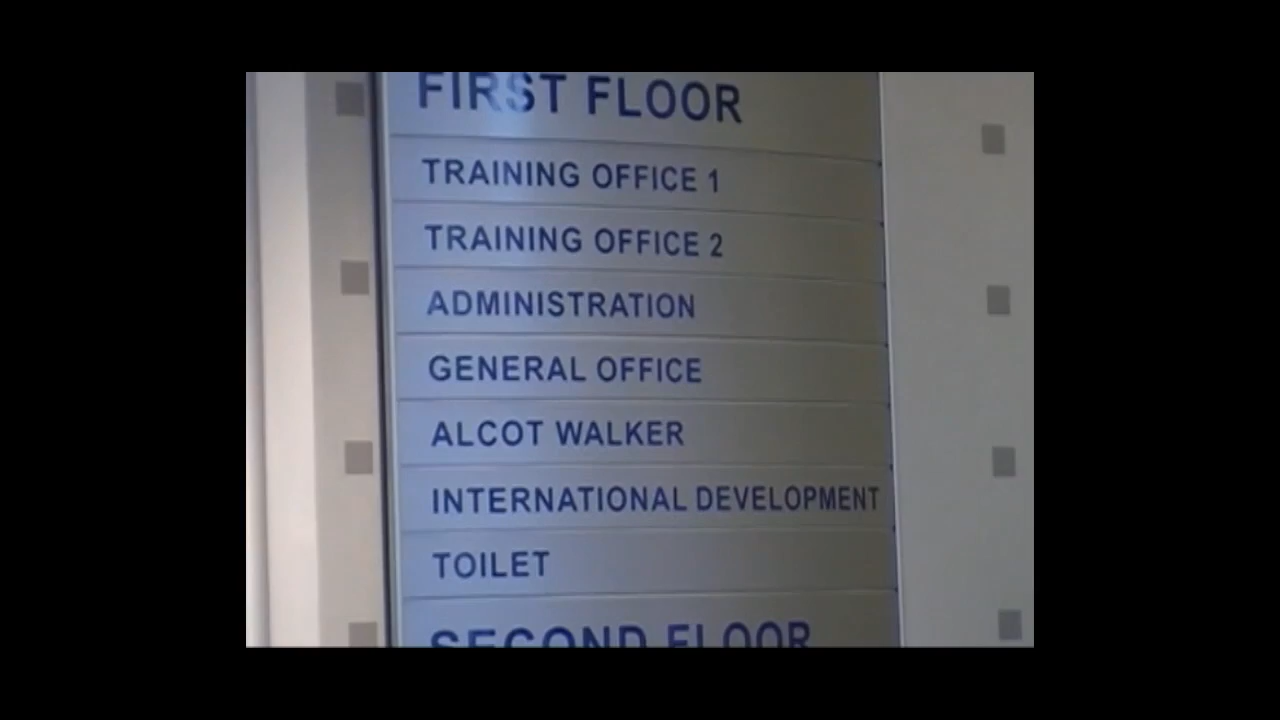 FIRST FLOOR
TRAINING OFFICE 1
TRAINING OFFICE 2
ADMINISTRATION
GENERAL OFFICE
ALCOT WALKER
INTERNATIONAL DEVELOPMENT
TOILET
SECOND FLOOR